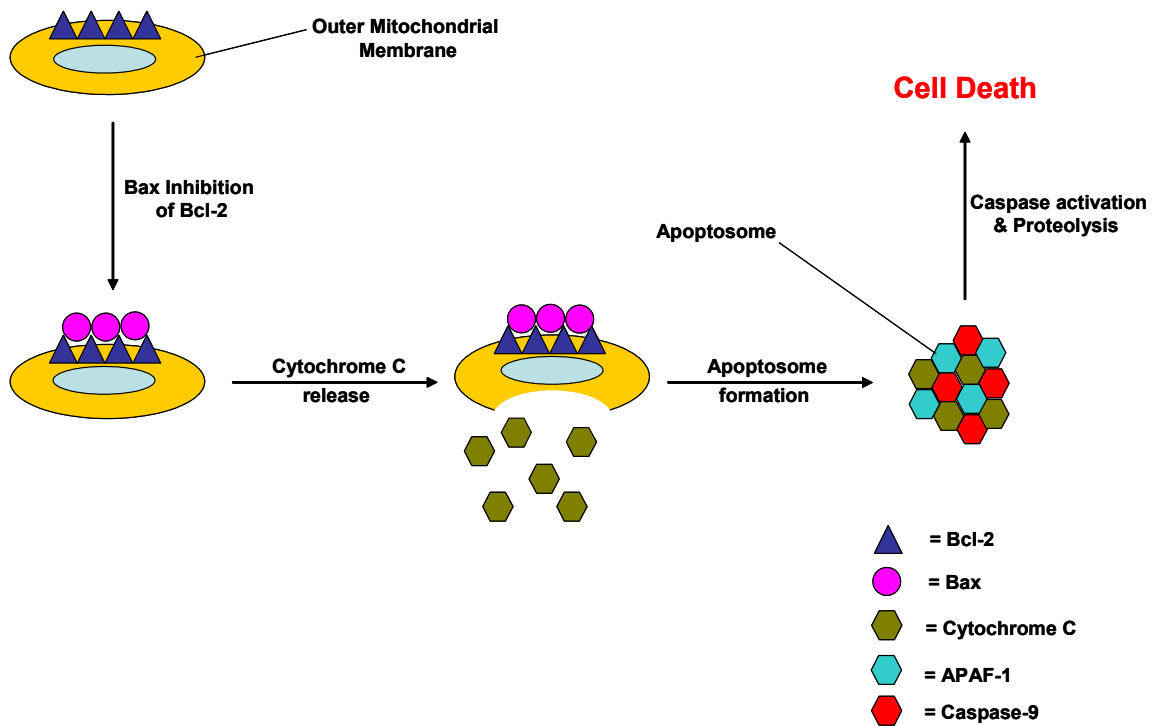 Outer Mitochondrial
Membrane
Cell Death
Bax Inhibition
of Bcl-2
Caspase activation
& Proteolysis
Apoptosome
Cytochrome C
release
Apoptosome
formation
= Bcl-2
= Bax
= Cytochrome C
= APAF-1
= Caspase-9